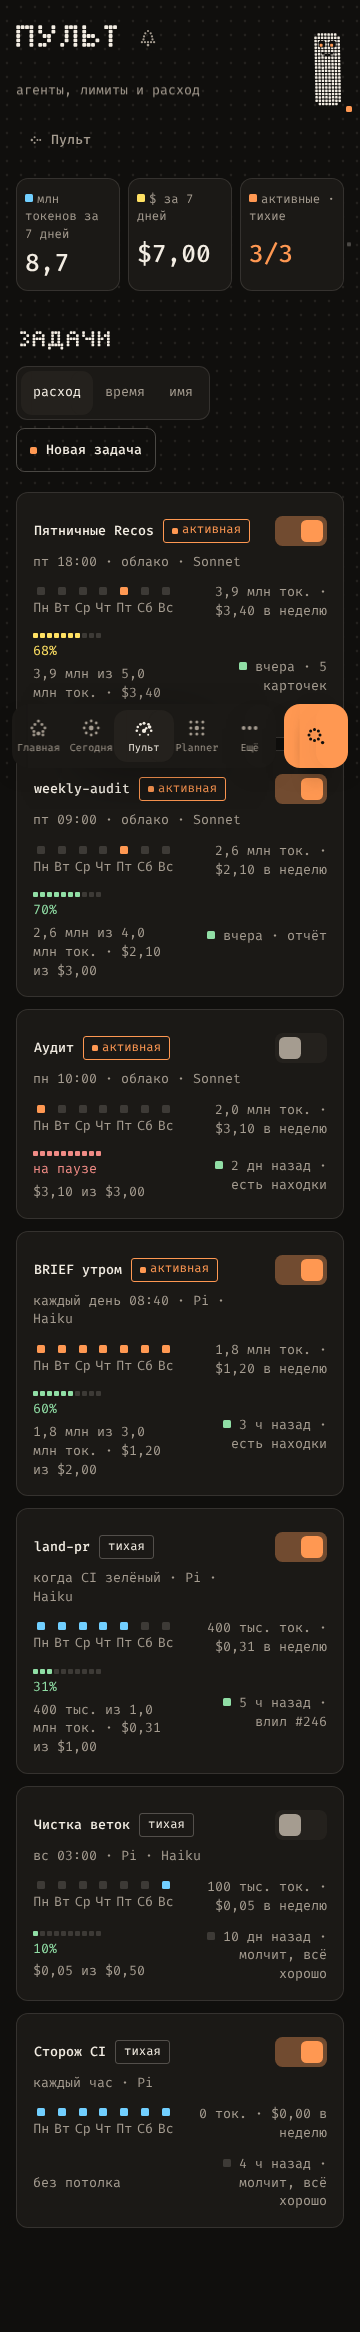 ПУЛЬТ
агенты, лимиты и расход
Пульт
млн
токенов за
7 дней
8,7
$ за 7
дней
$7,00
активные ·
тихие
3/3
ЗАДАЧИ
расход время имя
Новая задача
Пятничные Recos активная
пт 18:00 · облако · Sonnet
Пн Вт Ср Чт Пт Сб Вс
3,9 млн ток. ·
$3,40 в неделю
68%
3,9 млн из 5,0
млн ток. · $3,40
вчера · 5
карточек
Главная Сегодня Пульт Planner Ещё
weekly-audit активная
пт 09:00 · облако · Sonnet
Пн Вт Ср Чт Пт Сб Вс
2,6 млн ток. ·
$2,10 в неделю
70%
2,6 млн из 4,0
млн ток. · $2,10
из $3,00
вчера · отчёт
Аудит активная
пн 10:00 · облако · Sonnet
Пн Вт Ср Чт Пт Сб Вс
2,0 млн ток. ·
$3,10 в неделю
на паузе
$3,10 из $3,00
2 дн назад ·
есть находки
BRIEF утром активная
каждый день 08:40 · Pi ·
Haiku
Пн Вт Ср Чт Пт Сб Вс
1,8 млн ток. ·
$1,20 в неделю
60%
1,8 млн из 3,0
млн ток. · $1,20
из $2,00
3 ч назад ·
есть находки
land-pr тихая
когда CI зелёный · Pi ·
Haiku
Пн Вт Ср Чт Пт Сб Вс
400 тыс. ток. ·
$0,31 в неделю
31%
400 тыс. из 1,0
млн ток. · $0,31
из $1,00
5 ч назад ·
влил #246
Чистка веток тихая
вс 03:00 · Pi · Haiku
Пн Вт Ср Чт Пт Сб Вс
100 тыс. ток. ·
$0,05 в неделю
10%
$0,05 из $0,50
10 дн назад ·
молчит, всё
хорошо
Сторож CI тихая
каждый час · Pi
Пн Вт Ср Чт Пт Сб Вс
0 ток. · $0,00 в
неделю
без потолка
4 ч назад ·
молчит, всё
хорошо